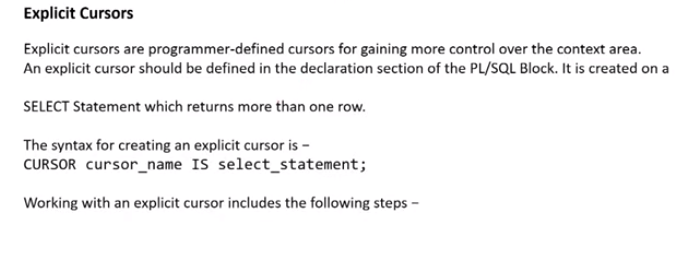 Explicit Cursors
Explicit cursors are programmer-defined cursors for gaining more control over the context area.
An explicit cursor should be defined in the declaration section of the PL/SQL Block. It is created on a
SELECT Statement which returns more than one row.
The syntax for creating an explicit cursor is –
CURSOR cursor_name IS select_statement;
Working with an explicit cursor includes the following steps –